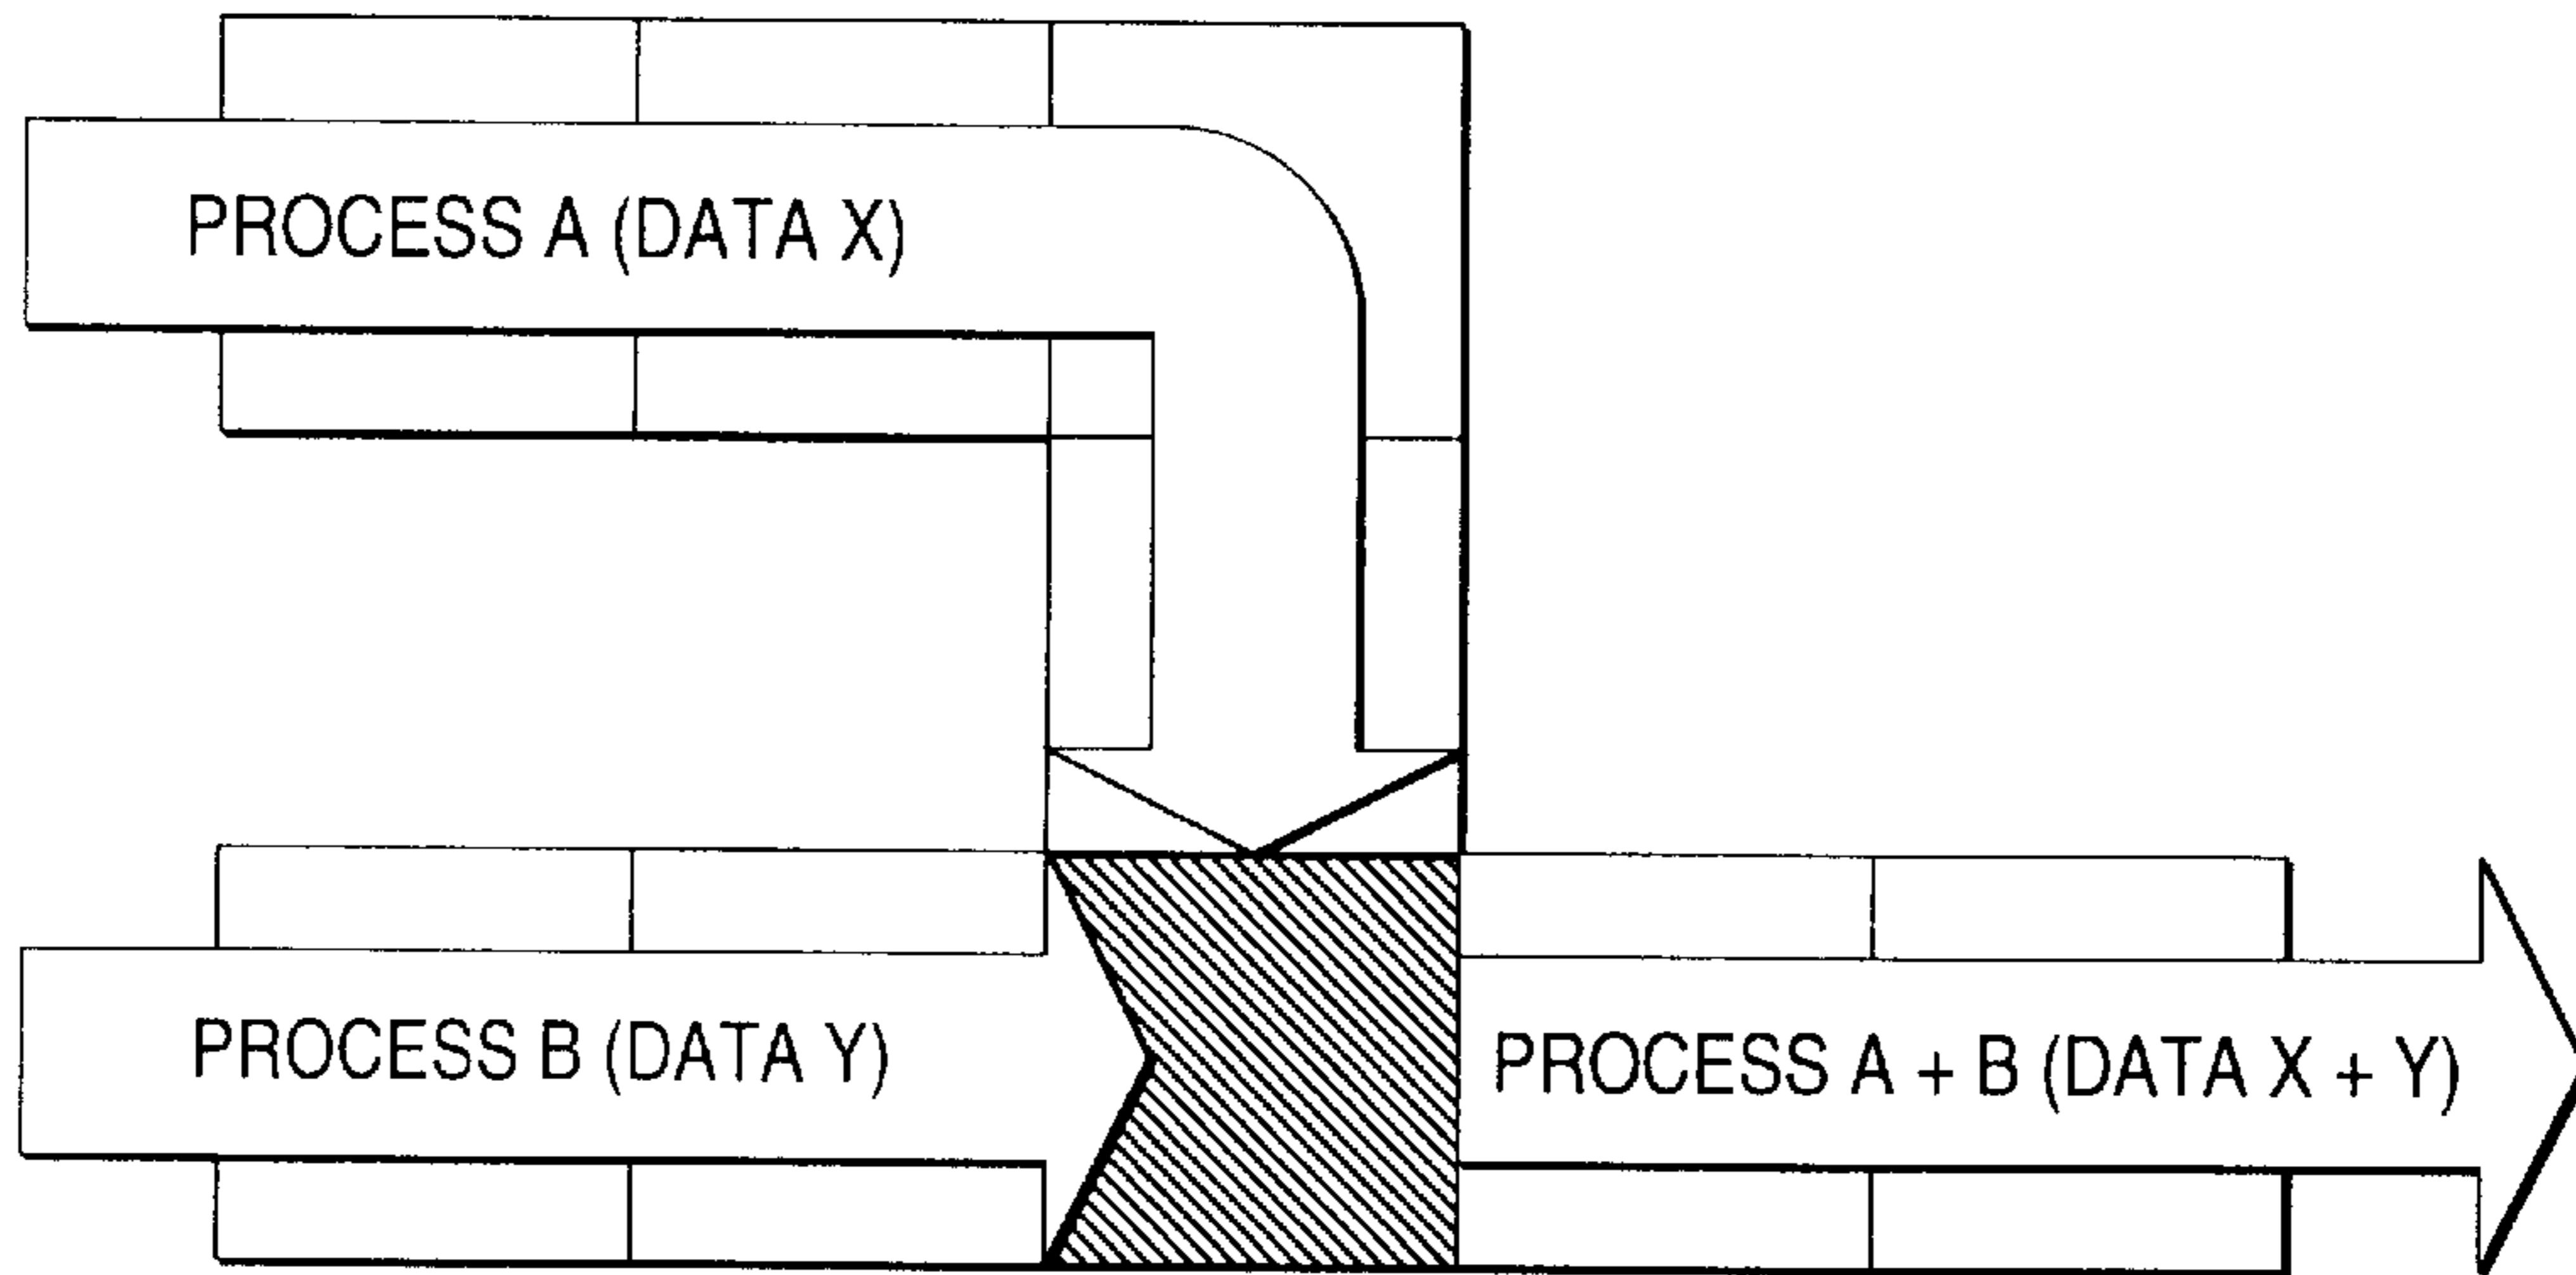 PROCESS A (DATA X)
PROCESS B (DATA Y)
PROCESS A + B (DATA X + Y)